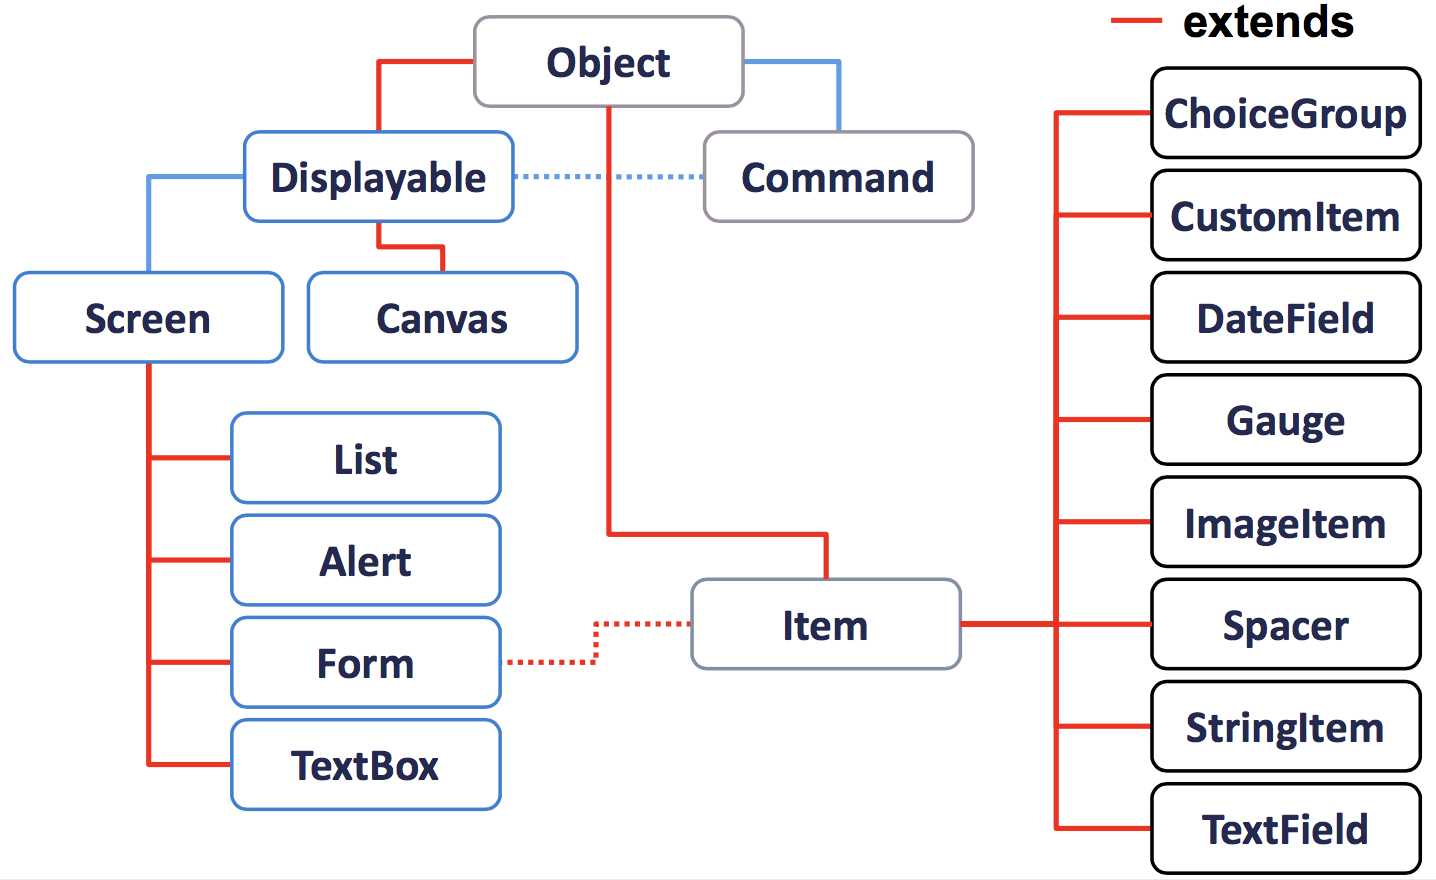 extends
Object
Displayable
Command
Screen
Canvas
List
Alert
Form
TextBox
Item
ChoiceGroup
CustomItem
DateField
Gauge
ImageItem
Spacer
StringItem
TextField